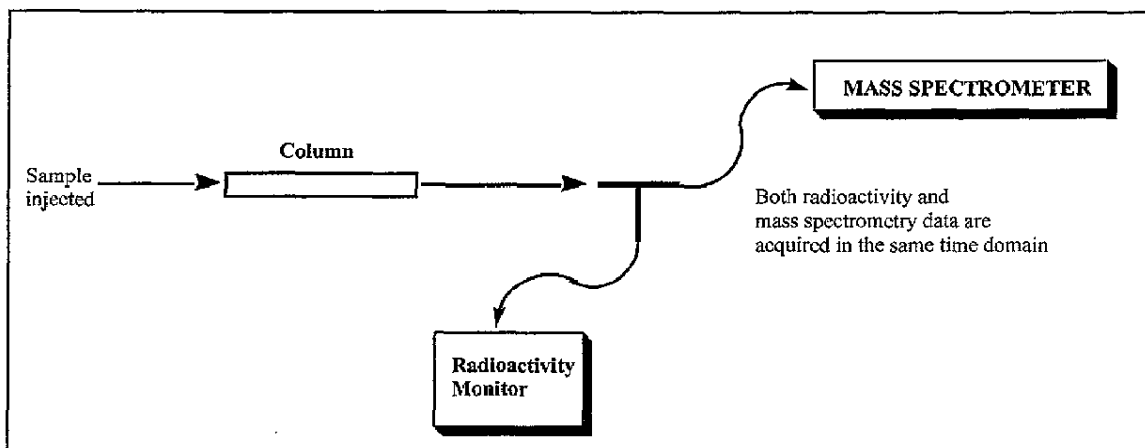 MASS SPECTROMETER
Column
Sample
injected
Both radioactivity and
mass spectrometry data are
acquired in the same time domain
Radioactivity
Monitor